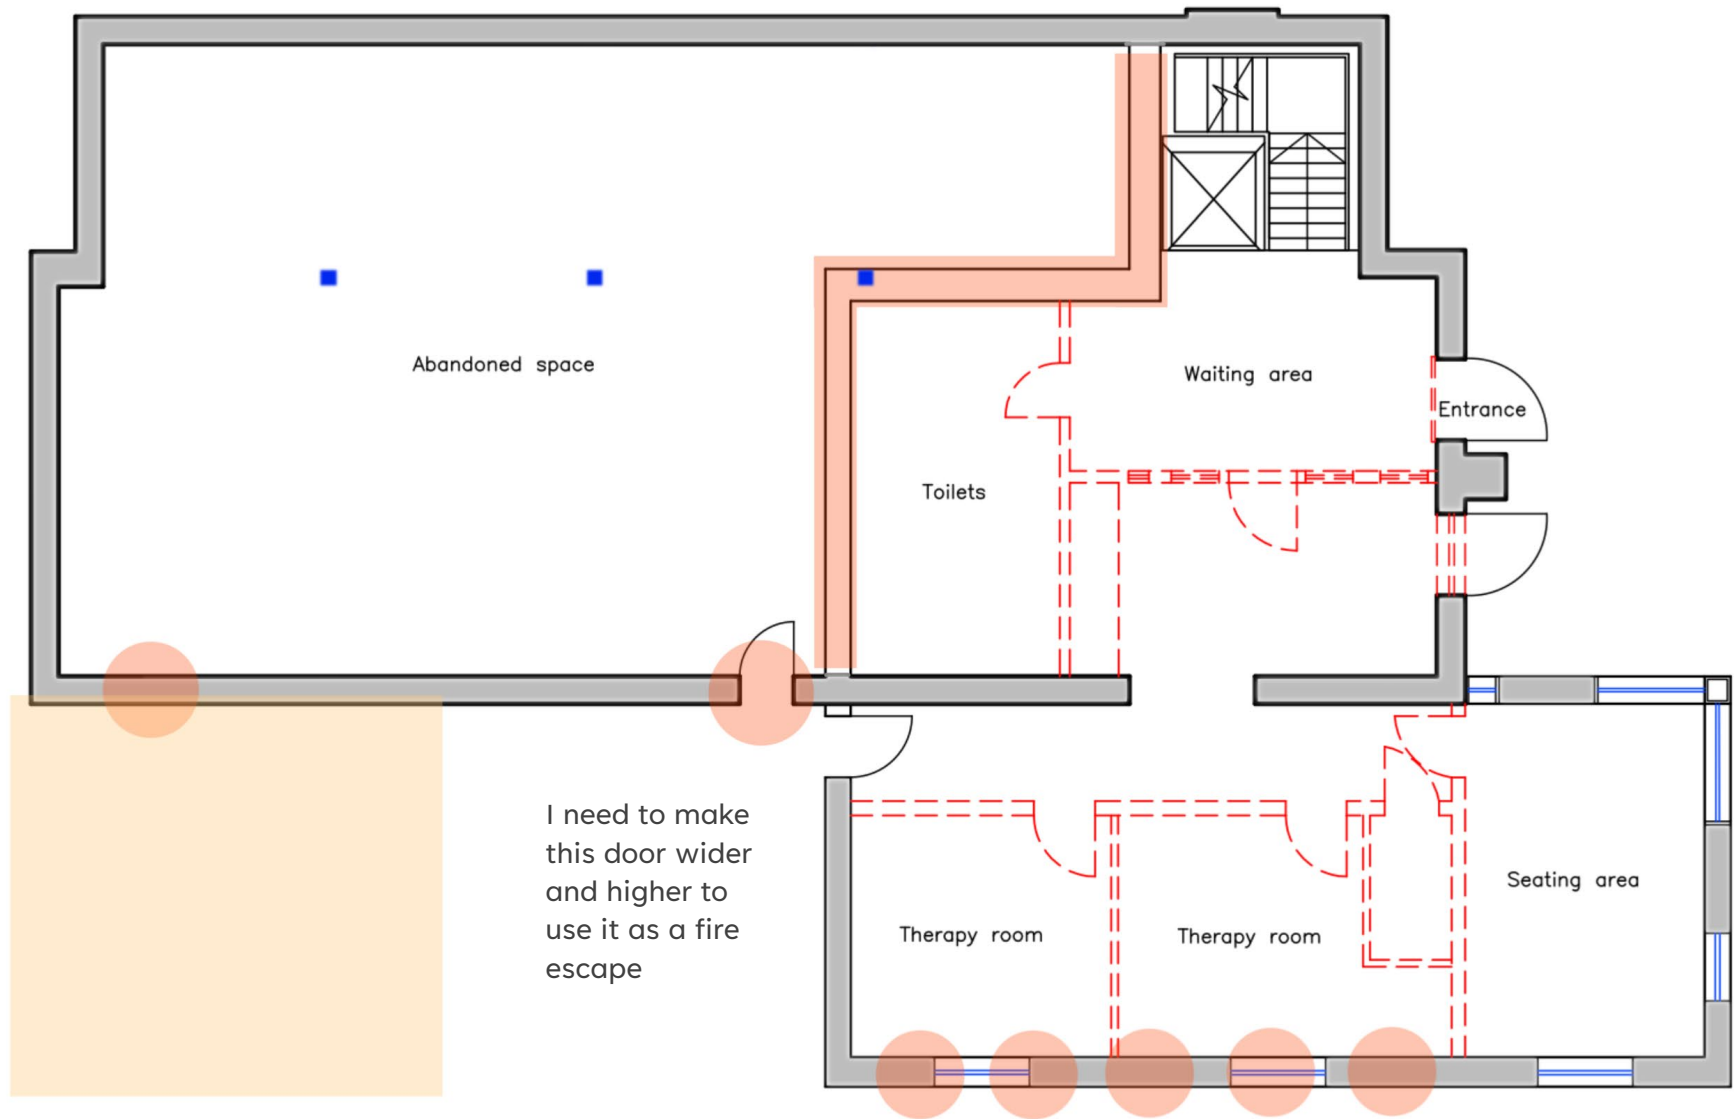 Abandoned space
Waiting area
Entrance
Toilets
I need to make
this door wider
and higher to
use it as a fire
escape
Therapy room
Therapy room
Seating area